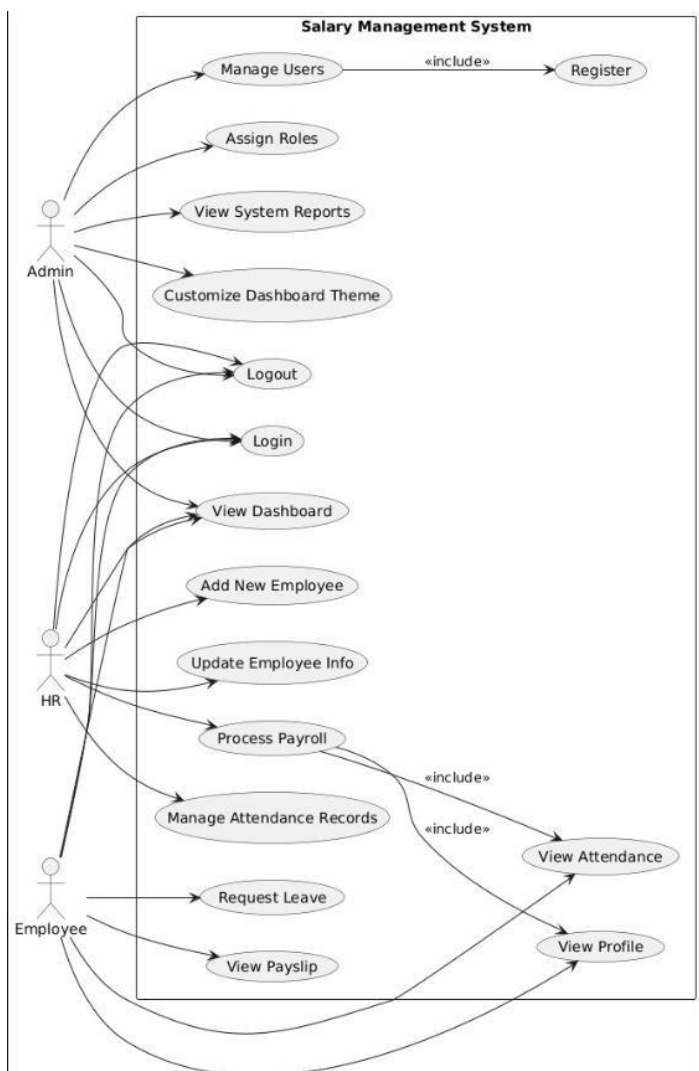 Salary Management System
Manage Users
«include»
Register
Assign Roles
View System Reports
Admin
Customize Dashboard Theme
Logout
Login
View Dashboard
Add New Employee
Update Employee Info
HR
Process Payroll
«include»
Manage Attendance Records
«include»
View Attendance
Request Leave
Employee
View Profile
View Payslip